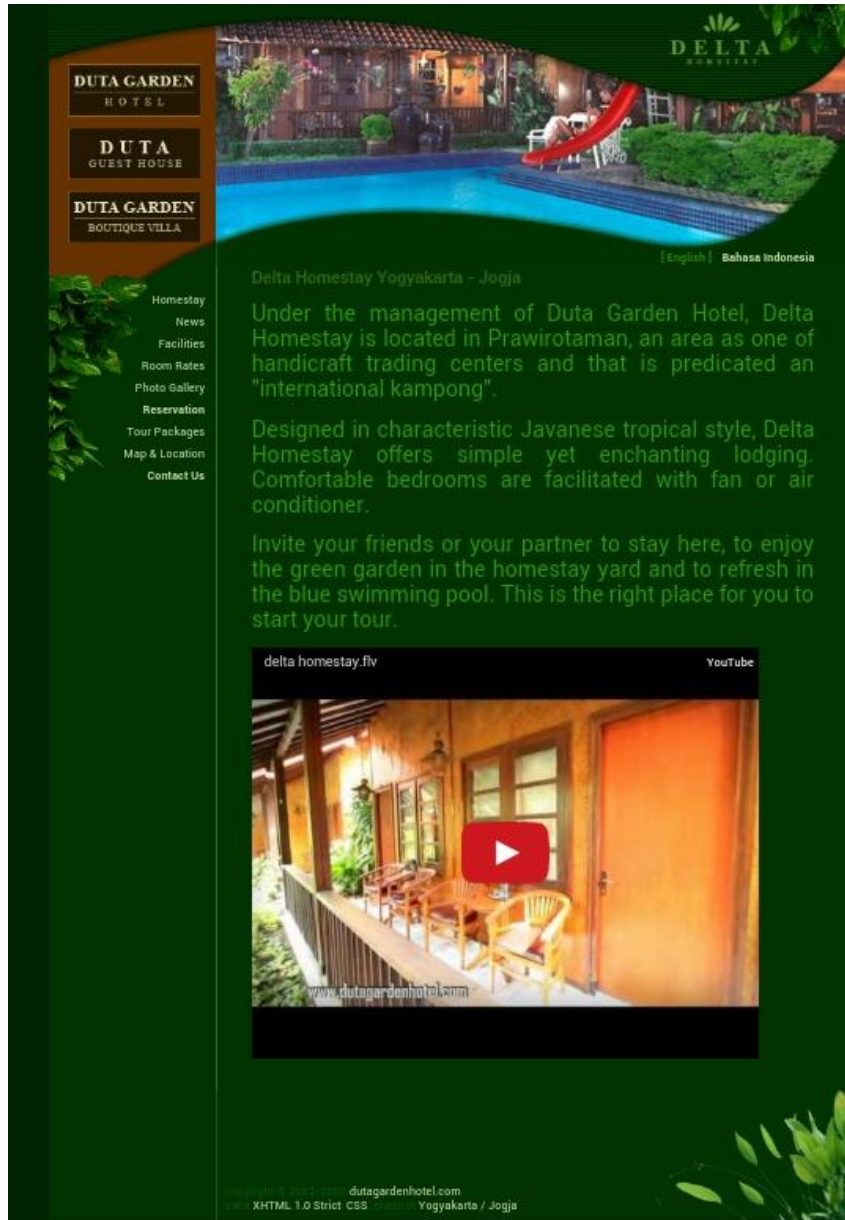 DELTA
HOMESTAY
DUTA GARDEN
HOTEL
DUTA
GUEST HOUSE
DUTA GARDEN
BOUTIQUE VILLA
[ English ] Bahasa Indonesia
Homestay
News
Facilities
Room Rates
Photo Gallery
Reservation
Tour Packages
Map & Location
Contact Us
Delta Homestay Yogyakarta - Jogja
Under the management of Duta Garden Hotel, Delta
Homestay is located in Prawirotaman, an area as one of
handicraft trading centers and that is predicated an
"international kampong".
Designed in characteristic Javanese tropical style, Delta
Homestay offers simple yet enchanting lodging.
Comfortable bedrooms are facilitated with fan or air
conditioner.
Invite your friends or your partner to stay here, to enjoy
the green garden in the homestay yard and to refresh in
the blue swimming pool. This is the right place for you to
start your tour.
delta homestay.flv
YouTube
www.dutagardenhotel.com
dutagardenhotel.com
XHTML 1.0 Strict CSS Yogyakarta / Jogja